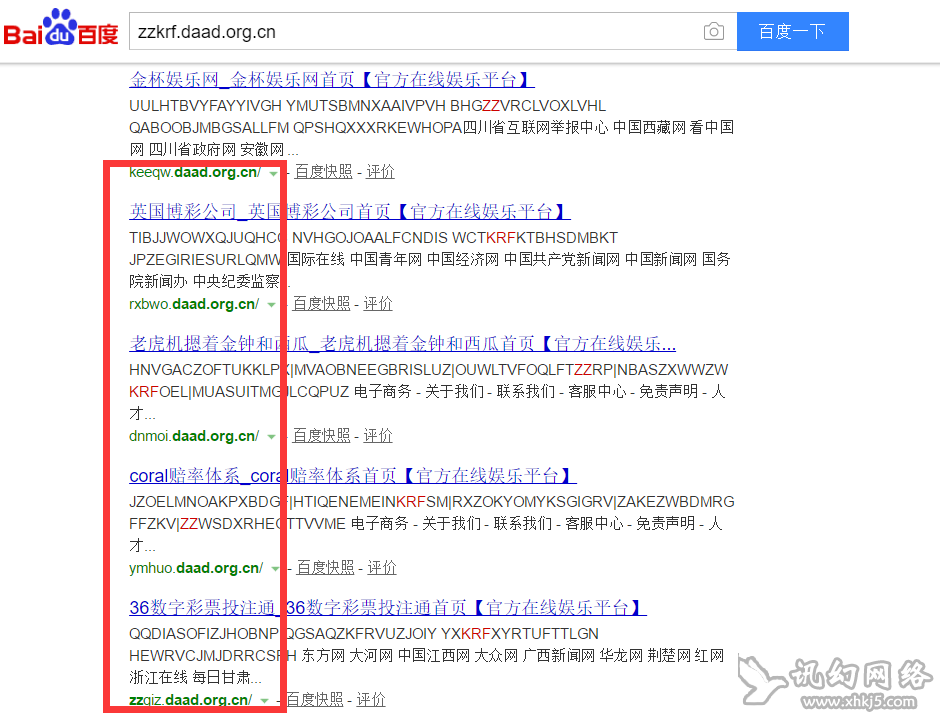 Bai du 百度
zzkrf.daad.org.cn
百度一下
金杯娱乐网_金杯娱乐网首页【官方在线娱乐平台】
UULHTBVYFAYYIVGH YMUTSBMNXAAIVPVH BHGZZVRCLVOXLVHL
QABOOBJMBGSALLFM QPSHQXXXRKEWHOPA四川省互联网举报中心 中国西藏网 看中国
网 四川省政府网 安徽网...
keeqw.daad.org.cn/ - 百度快照 - 评价
英国博彩公司_英国博彩公司首页【官方在线娱乐平台】
TIBJJWOWXQJUQHCO NVHGOJOAALFCNDIS WCTKRFKTBHSDMBKT
JPZEGIRIESURLQMW国际在线 中国青年网 中国经济网 中国共产党新闻网 中国新闻网 国务
院新闻办 中央纪委监察...
rxbwo.daad.org.cn/ - 百度快照 - 评价
老虎机摁着金钟和西瓜_老虎机摁着金钟和西瓜首页【官方在线娱乐...
HNVGACZOFTUKKLPX|MVAOBNEEGBRISLUZ|OUWLTVFOQLFTZZRP|NBASZXWWZW
KRFOEL|MUASUITMGJLCQPUZ 电子商务 - 关于我们 - 联系我们 - 客服中心 - 免责声明 - 人
才...
dnmoi.daad.org.cn/ - 百度快照 - 评价
coral赔率体系_coral赔率体系首页【官方在线娱乐平台】
JZOELMNOAKPXBDGF|HTIQENEMEINKRFSM|RXZOKYOMYKSGIGRV|ZAKEZWBDMRG
FFZKV|ZZWSDXRHECTTVVME 电子商务 - 关于我们 - 联系我们 - 客服中心 - 免责声明 - 人
才...
ymhuo.daad.org.cn/ - 百度快照 - 评价
36数字彩票投注通_36数字彩票投注通首页【官方在线娱乐平台】
QQDIASOFIZJHOBNP QGSAQZKFRVUZJOIY YXKRFXYRTUFTTLGN
HEWRVCJMJDRRCSFH 东方网 大河网 中国江西网 大众网 广西新闻网 华龙网 荆楚网 红网
浙江在线 每日甘肃...
zzqiz.daad.org.cn/ - 百度快照 - 评价
讯幻网络
www.xhkj5.com